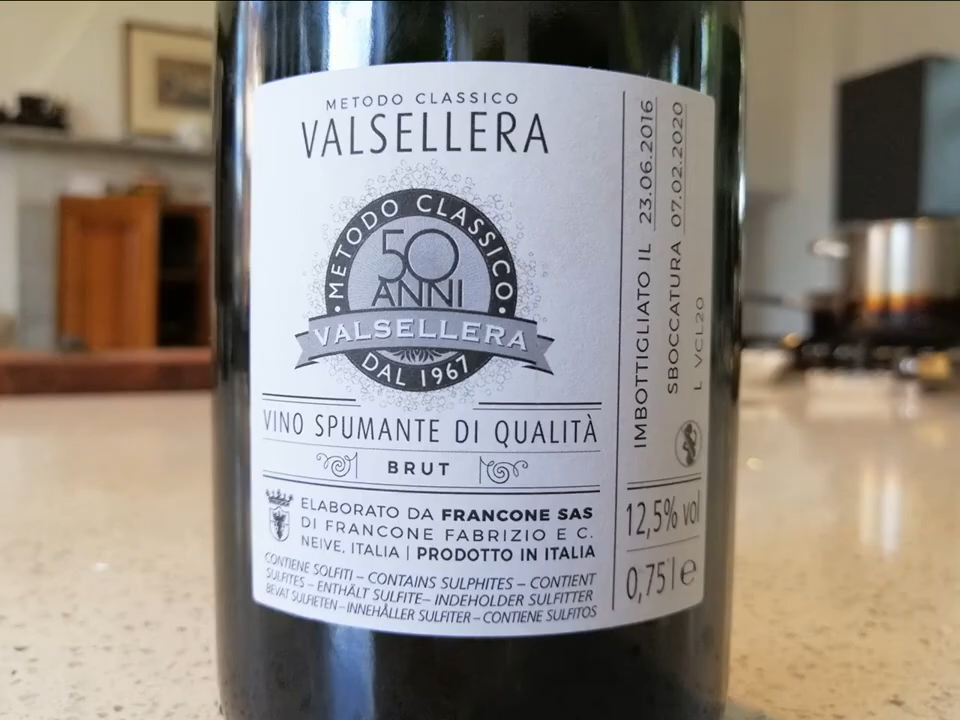 METODO CLASSICO
VALSELLERA
• METODO CLASSICO •
50
ANNI
VALSELLERA
DAL 1967
VINO SPUMANTE DI QUALITÀ
BRUT
ELABORATO DA FRANCONE SAS
DI FRANCONE FABRIZIO E C.
NEIVE, ITALIA | PRODOTTO IN ITALIA
CONTIENE SOLFITI – CONTAINS SULPHITES – CONTIENT
SULFITES – ENTHÄLT SULFITE– INDEHOLDER SULFITTER
BEVAT SULFIETEN – INNEHÅLLER SULFITER – CONTIENE SULFITOS
IMBOTTIGLIATO IL 23.06.2016
SBOCCATURA 07.02.2020
L VCL20
12,5% vol
0,75 l e